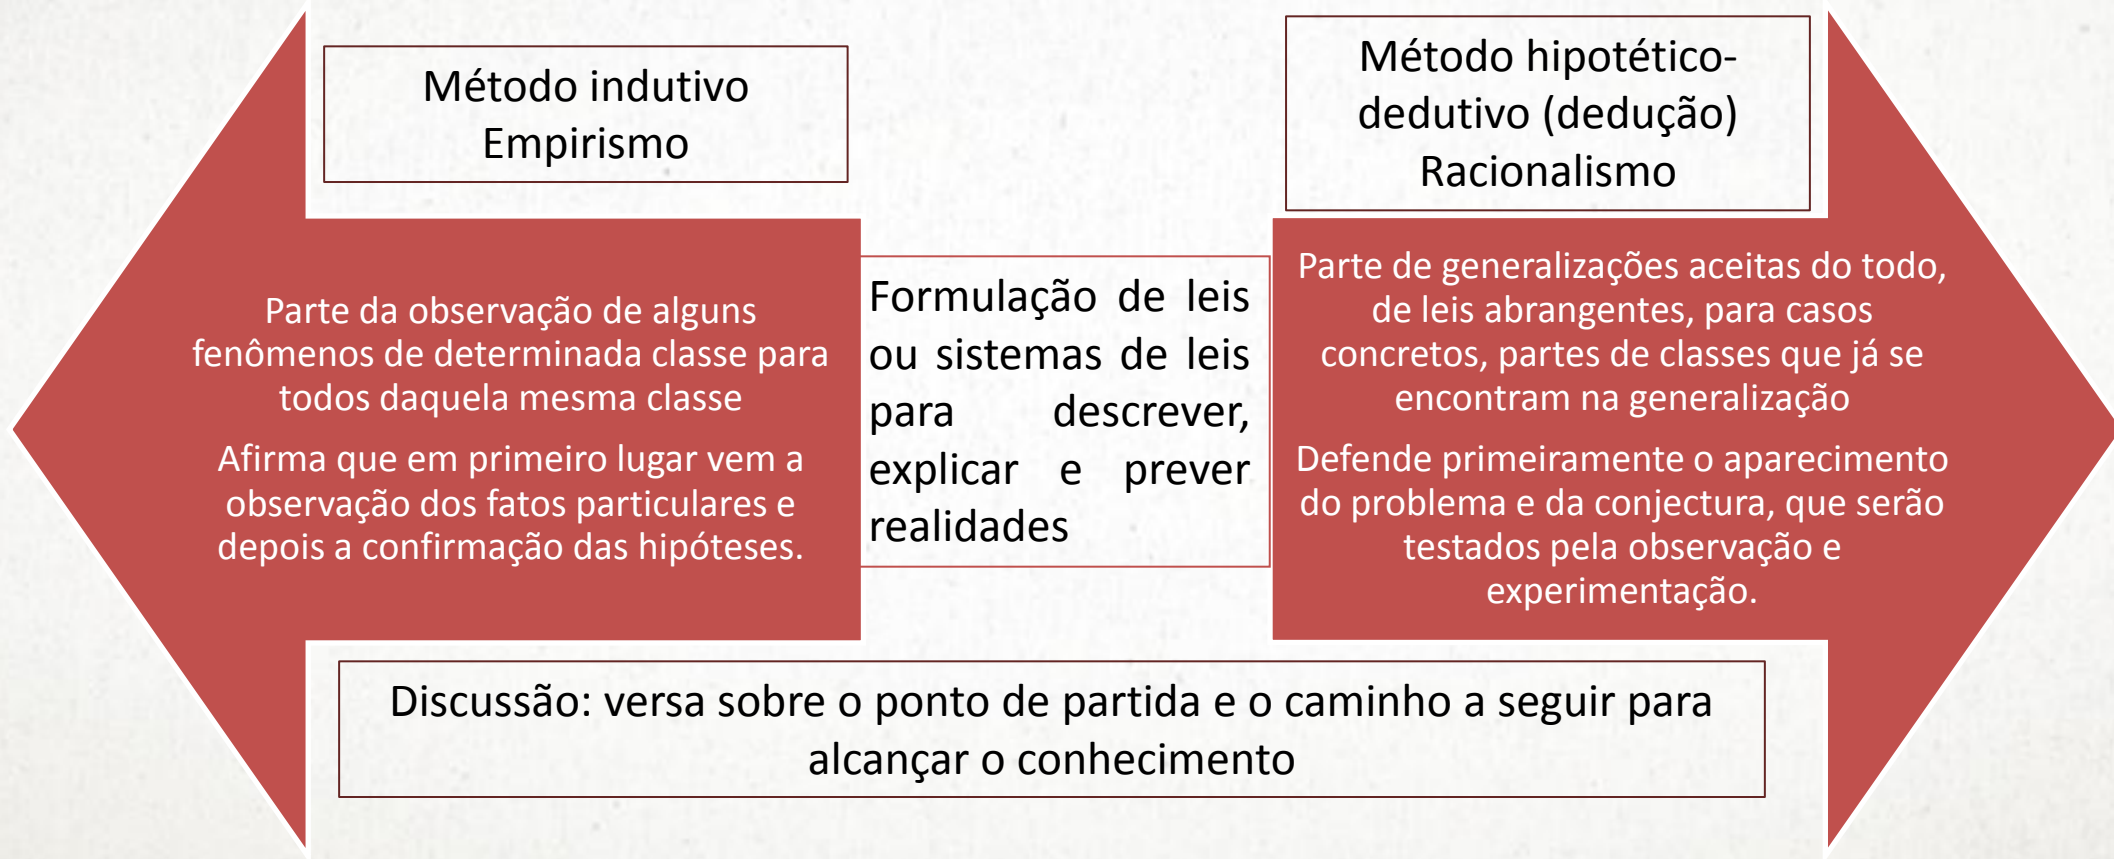 Método indutivo
Empirismo
Parte da observação de alguns
fenômenos de determinada classe para
todos daquela mesma classe
Afirma que em primeiro lugar vem a
observação dos fatos particulares e
depois a confirmação das hipóteses.
Formulação de leis
ou sistemas de leis
para descrever,
explicar e prever
realidades
Método hipotético-
dedutivo (dedução)
Racionalismo
Parte de generalizações aceitas do todo,
de leis abrangentes, para casos
concretos, partes de classes que já se
encontram na generalização
Defende primeiramente o aparecimento
do problema e da conjectura, que serão
testados pela observação e
experimentação.
Discussão: versa sobre o ponto de partida e o caminho a seguir para
alcançar o conhecimento